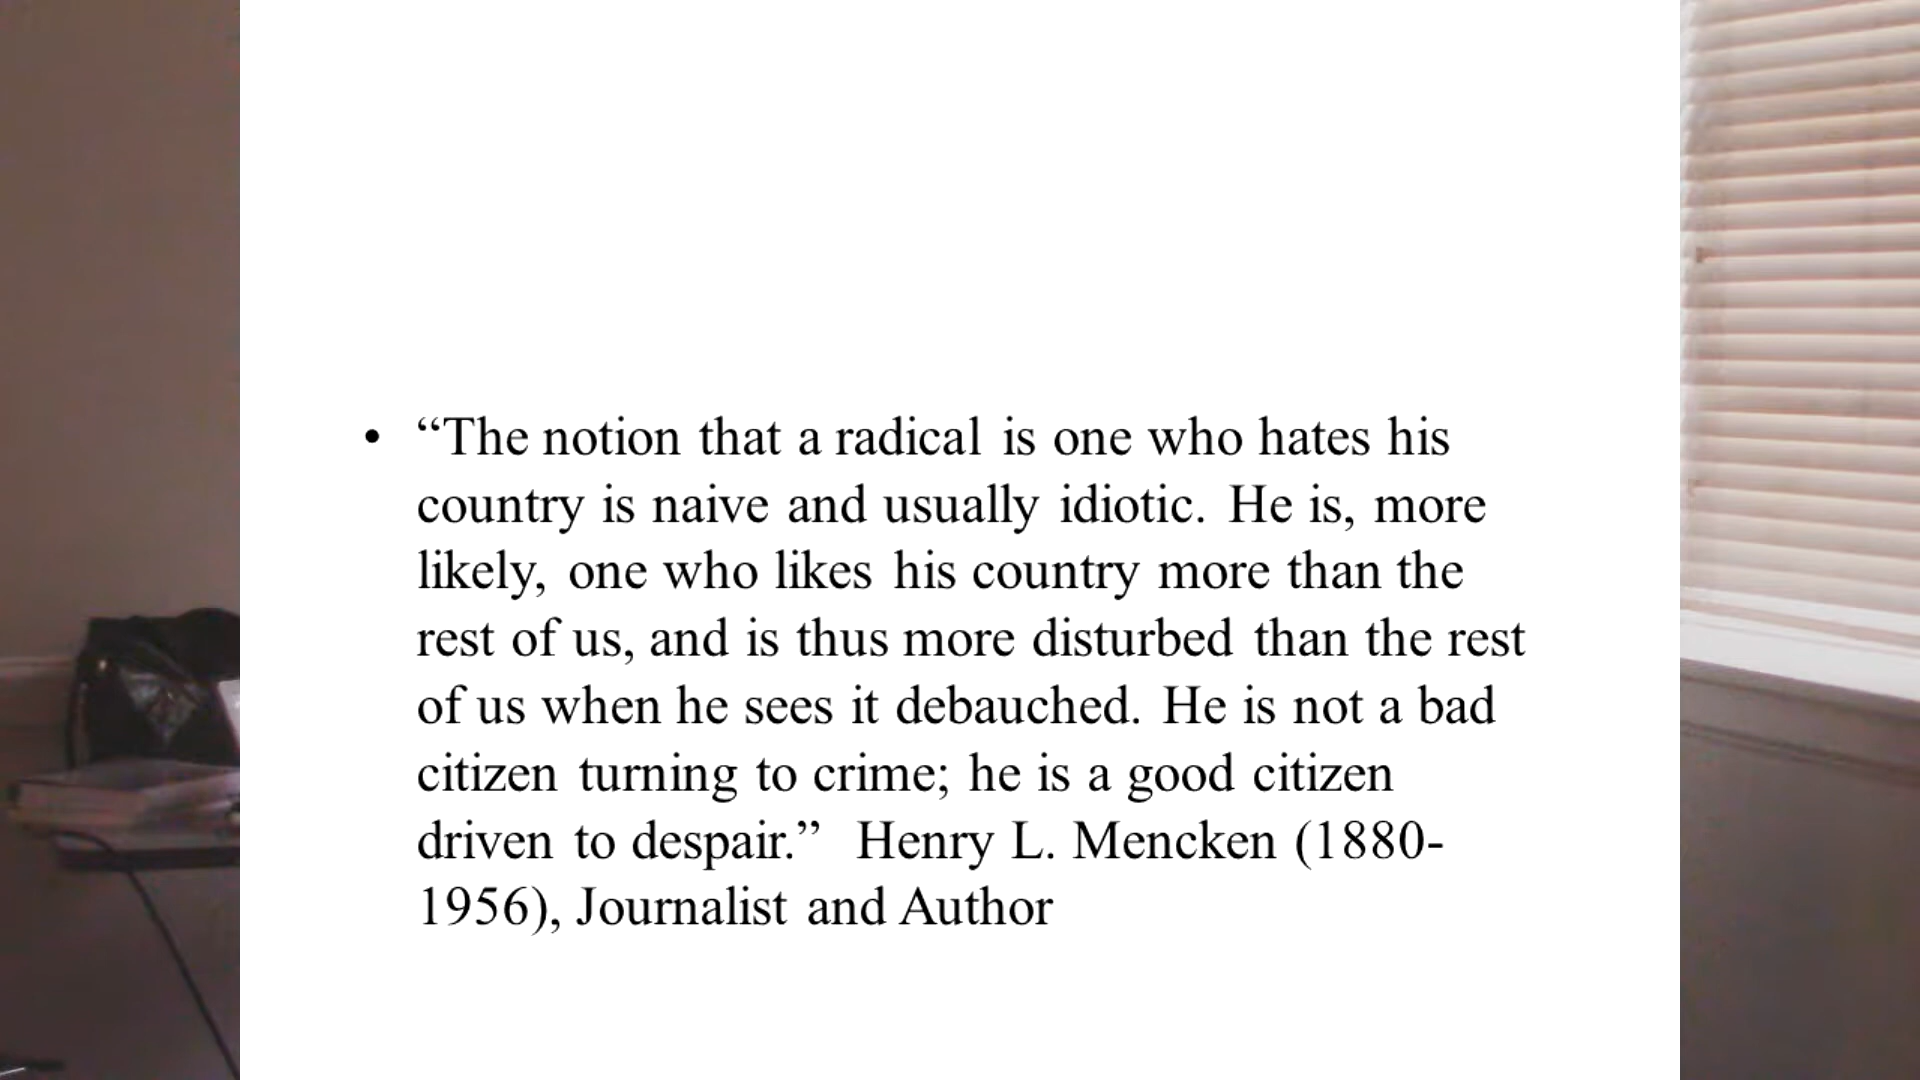 • “The notion that a radical is one who hates his
country is naive and usually idiotic. He is, more
likely, one who likes his country more than the
rest of us, and is thus more disturbed than the rest
of us when he sees it debauched. He is not a bad
citizen turning to crime; he is a good citizen
driven to despair.” Henry L. Mencken (1880-
1956), Journalist and Author